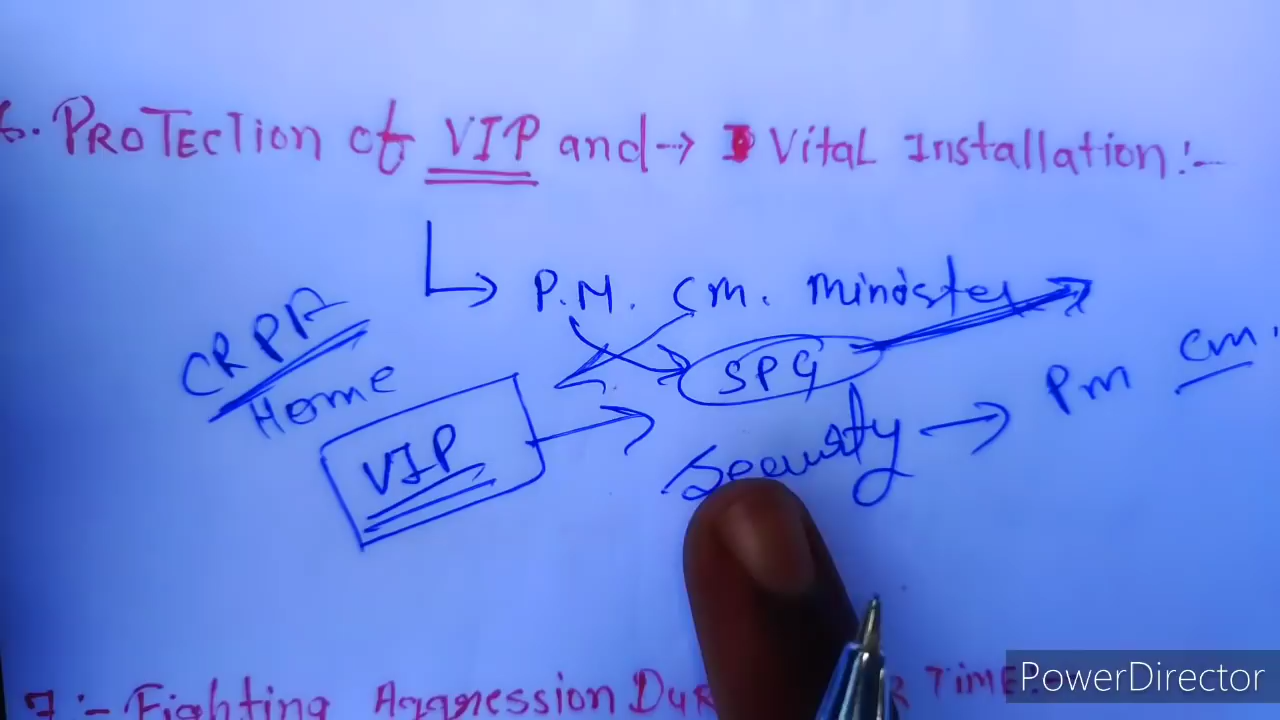 6. PROTECTION of VIP and → Vital Installation:-
P.M. CM. Minister
CRPF
Home
SPG
VIP
Security → PM CM.
7:- Fighting Aggression TIME
PowerDirector